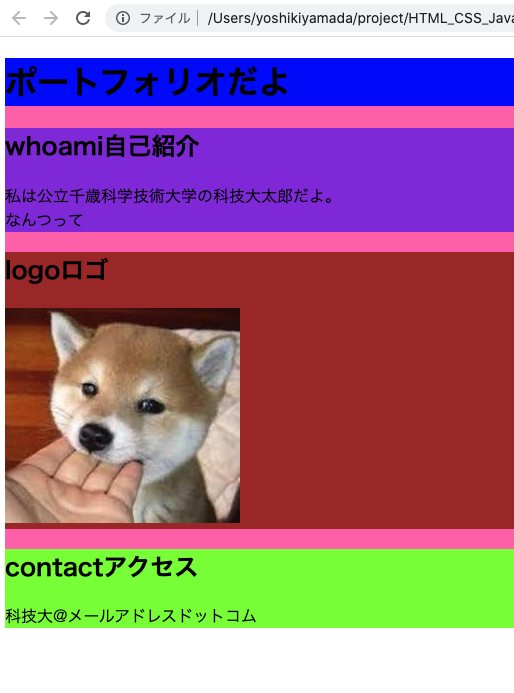 ファイル | /Users/yoshikiyamada/project/HTML_CSS_Java
ポートフォリオだよ
whoami自己紹介
私は公立千歳科学技術大学の科技大太郎だよ。
なんつって
logoロゴ
contactアクセス
科技大@メールアドレスドットコム